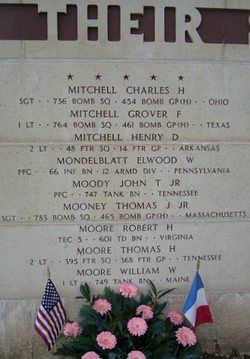 THEIR
MITCHELL CHARLES H
SGT · · 736 BOMB SQ · 454 BOMB GP(H) · · OHIO
MITCHELL GROVER F
1 LT · · 764 BOMB SQ · 461 BOMB GP(H) · · TEXAS
MITCHELL HENRY D
2 LT · · 48 FTR SQ · 14 FTR GP · · ARKANSAS
MONDELBLATT ELWOOD W
PFC · · 66 INF BN · 12 ARMD DIV · · PENNSYLVANIA
MOODY JOHN T JR
PFC · · 747 TANK BN · · TENNESSEE
MOONEY THOMAS J JR
SGT · · 783 BOMB SQ · 465 BOMB GP(H) · · MASSACHUSETTS
MOORE ROBERT H
TEC 5 · · 601 TD BN · · VIRGINIA
MOORE THOMAS H
2 LT · · 395 FTR SQ · 368 FTR GP · · TENNESSEE
MOORE WILLIAM W
1 LT · · 749 TANK BN · · MAINE